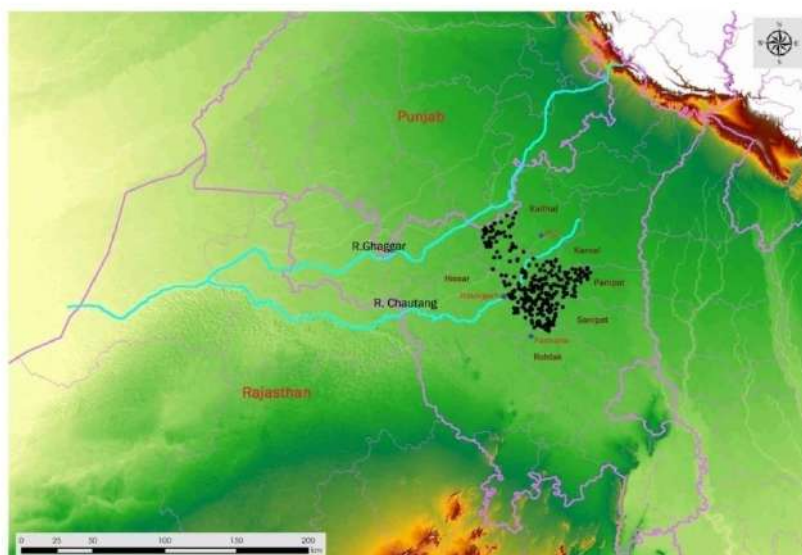 N
W E
S
Punjab
Kaithal
R.Ghaggar
Karnal
Hissar
Panipat
R. Chautang
Sonipat
Rohtak
Rajasthan
0 25 50 100 150 200
km